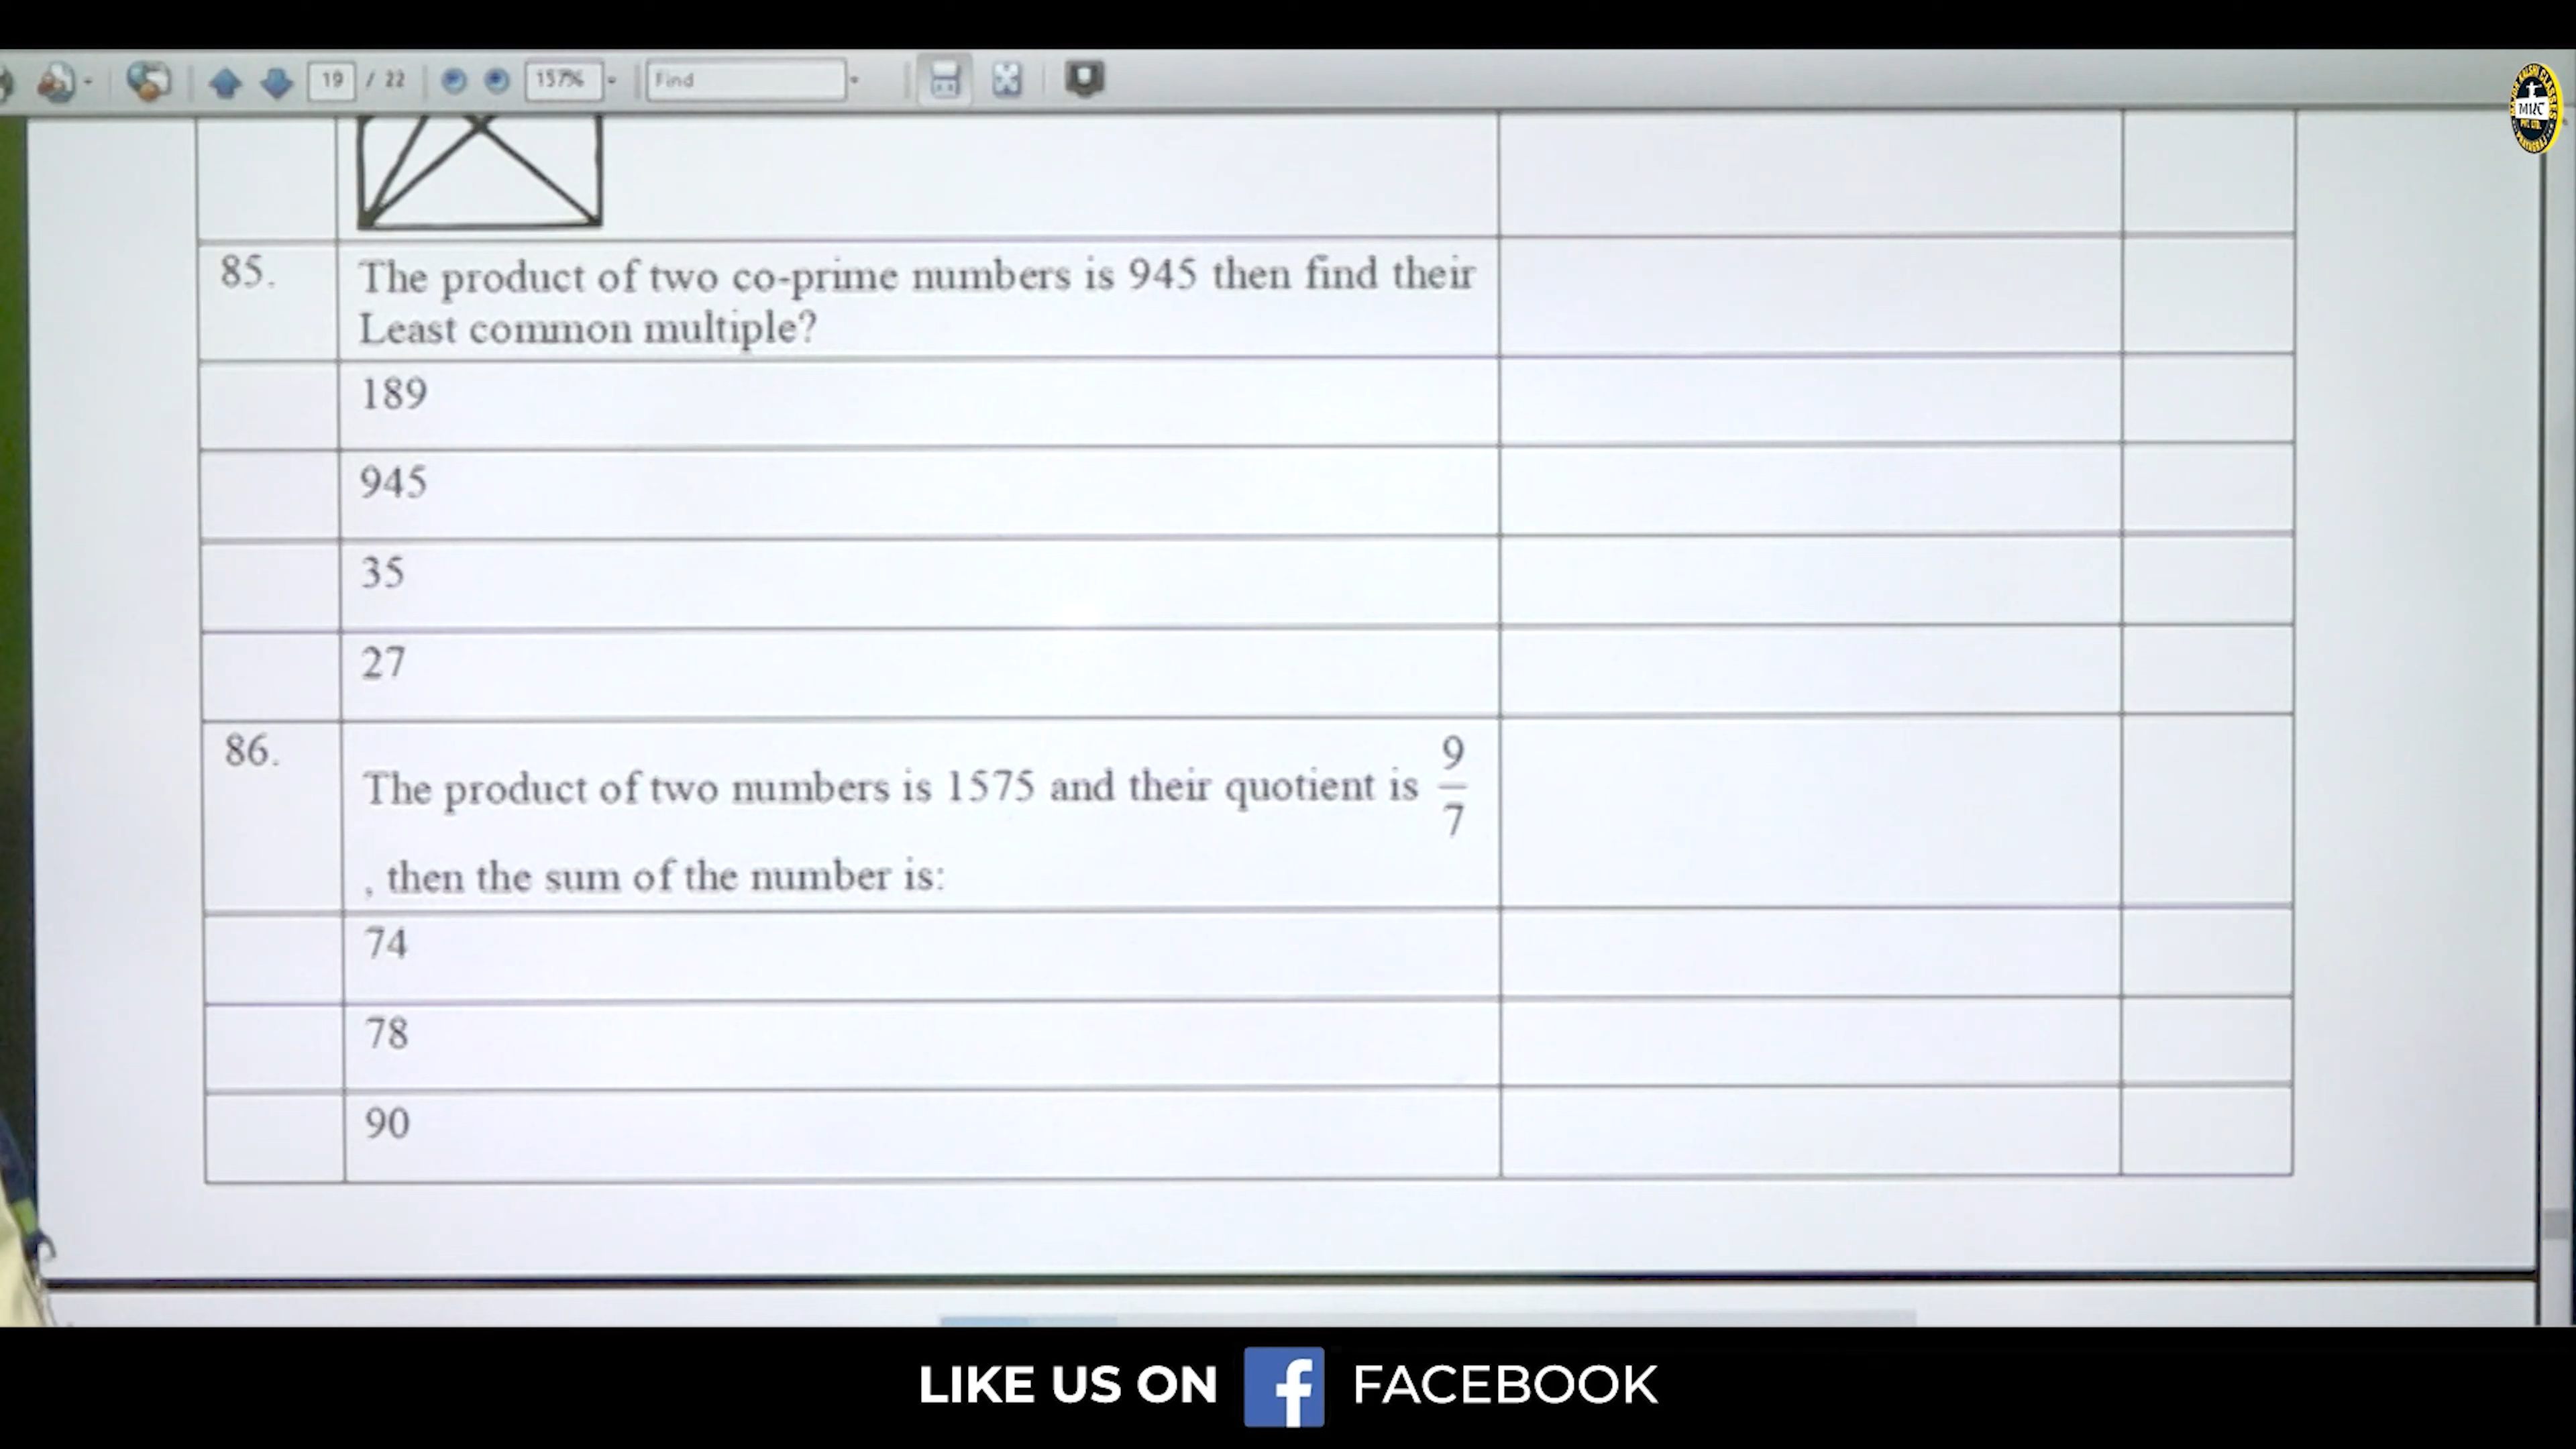 19 / 22 157% Find
MKC
85. The product of two co-prime numbers is 945 then find their
Least common multiple?
189
945
35
27
86. The product of two numbers is 1575 and their quotient is 9/7
, then the sum of the number is:
74
78
90
LIKE US ON f FACEBOOK